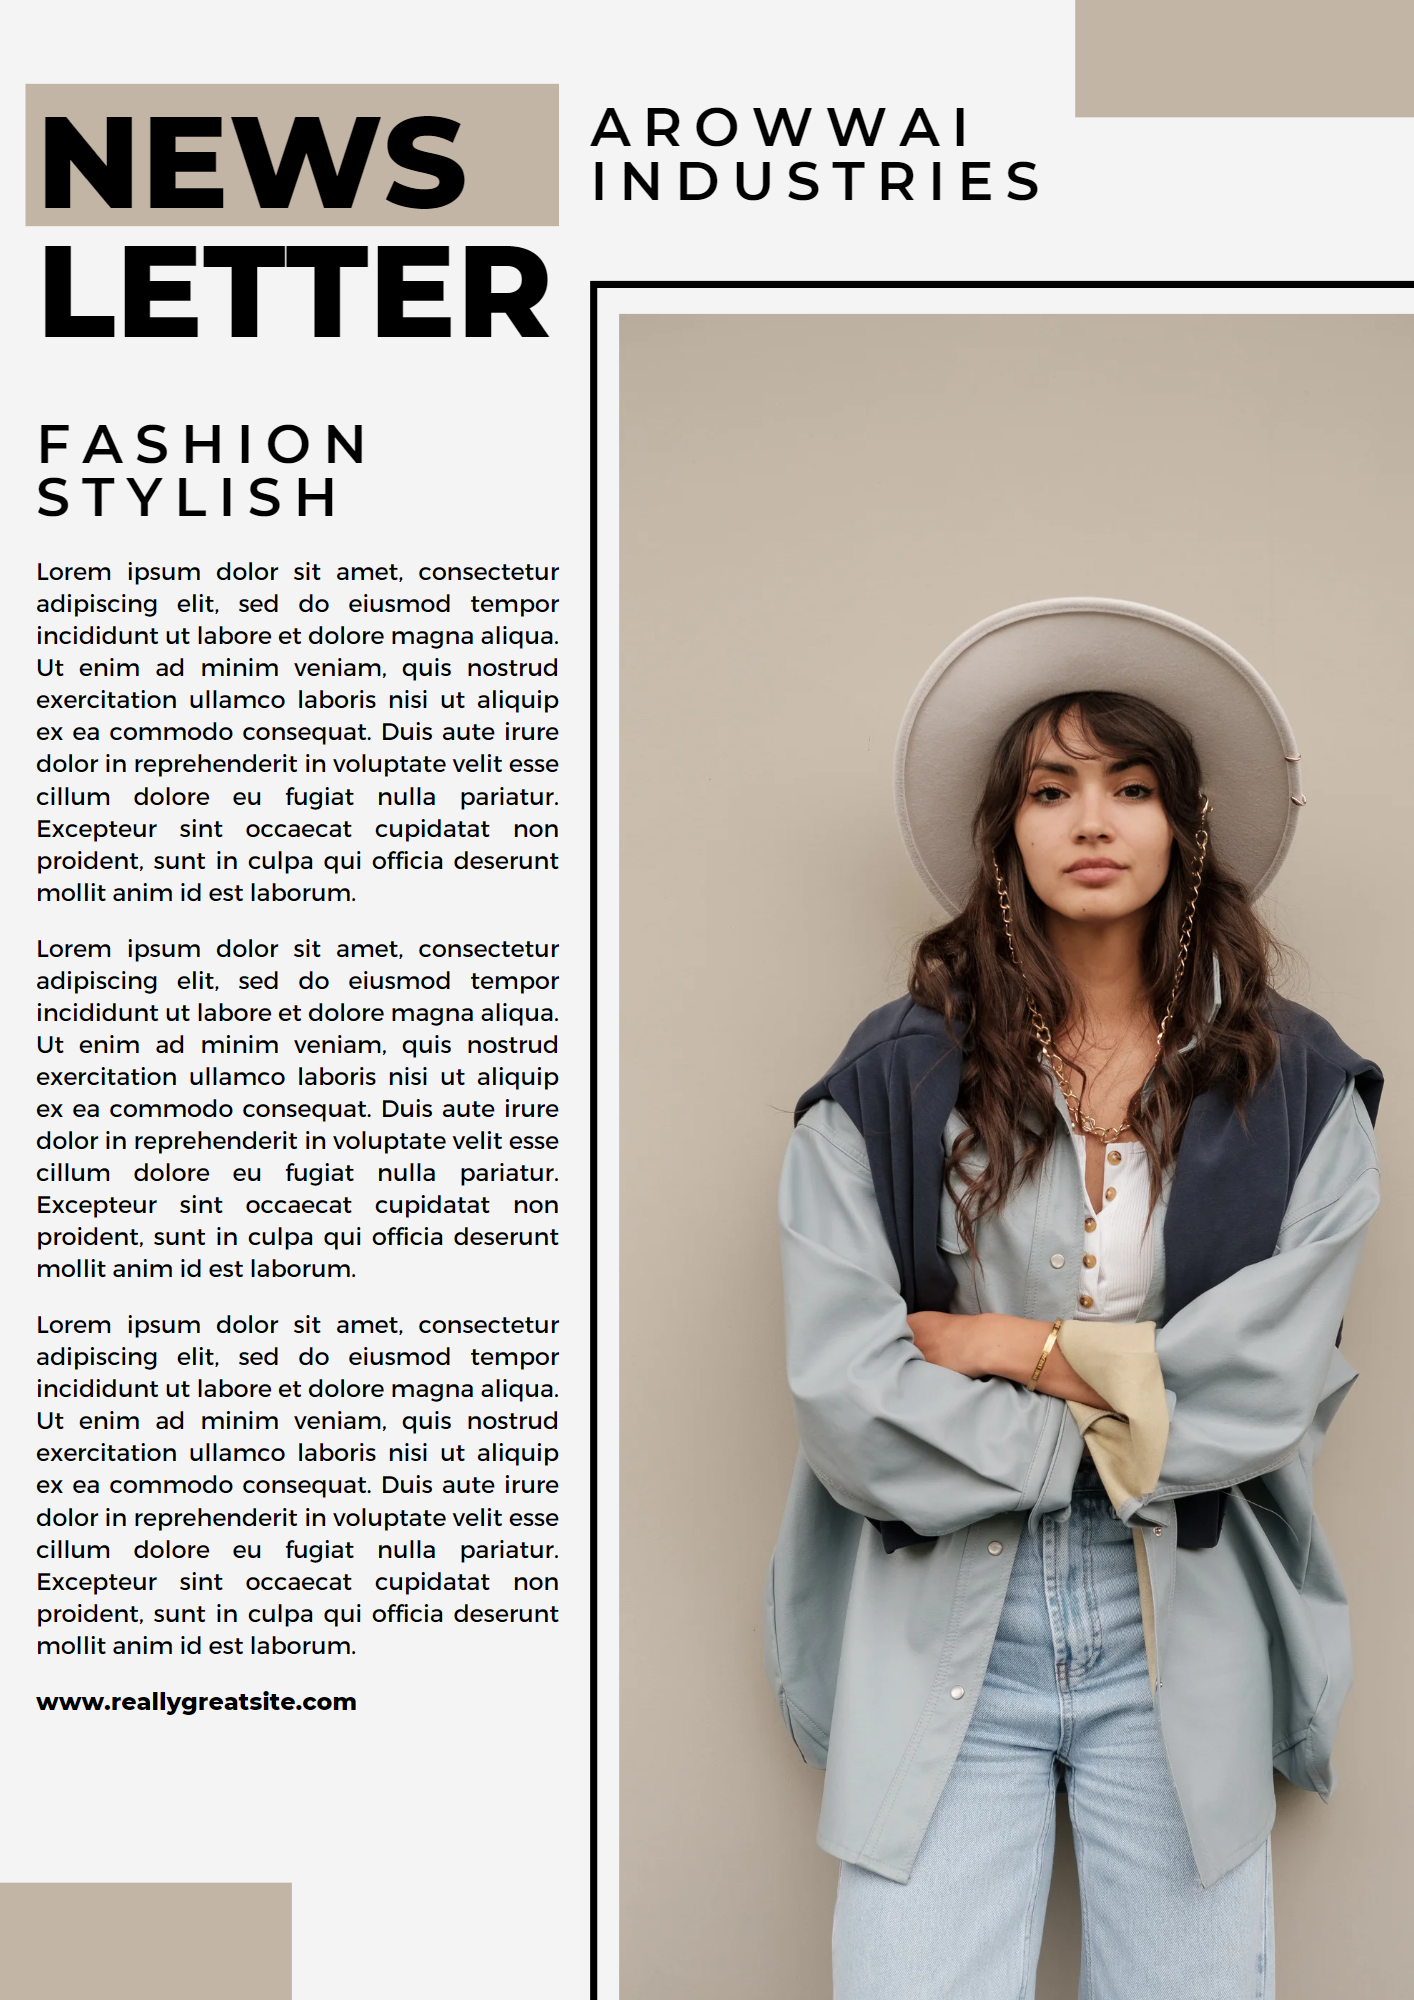 NEWS
LETTER
AROWWAI
INDUSTRIES
FASHION
STYLISH
Lorem ipsum dolor sit amet, consectetur
adipiscing elit, sed do eiusmod tempor
incididunt ut labore et dolore magna aliqua.
Ut enim ad minim veniam, quis nostrud
exercitation ullamco laboris nisi ut aliquip
ex ea commodo consequat. Duis aute irure
dolor in reprehenderit in voluptate velit esse
cillum dolore eu fugiat nulla pariatur.
Excepteur sint occaecat cupidatat non
proident, sunt in culpa qui officia deserunt
mollit anim id est laborum.
Lorem ipsum dolor sit amet, consectetur
adipiscing elit, sed do eiusmod tempor
incididunt ut labore et dolore magna aliqua.
Ut enim ad minim veniam, quis nostrud
exercitation ullamco laboris nisi ut aliquip
ex ea commodo consequat. Duis aute irure
dolor in reprehenderit in voluptate velit esse
cillum dolore eu fugiat nulla pariatur.
Excepteur sint occaecat cupidatat non
proident, sunt in culpa qui officia deserunt
mollit anim id est laborum.
Lorem ipsum dolor sit amet, consectetur
adipiscing elit, sed do eiusmod tempor
incididunt ut labore et dolore magna aliqua.
Ut enim ad minim veniam, quis nostrud
exercitation ullamco laboris nisi ut aliquip
ex ea commodo consequat. Duis aute irure
dolor in reprehenderit in voluptate velit esse
cillum dolore eu fugiat nulla pariatur.
Excepteur sint occaecat cupidatat non
proident, sunt in culpa qui officia deserunt
mollit anim id est laborum.
www.reallygreatsite.com